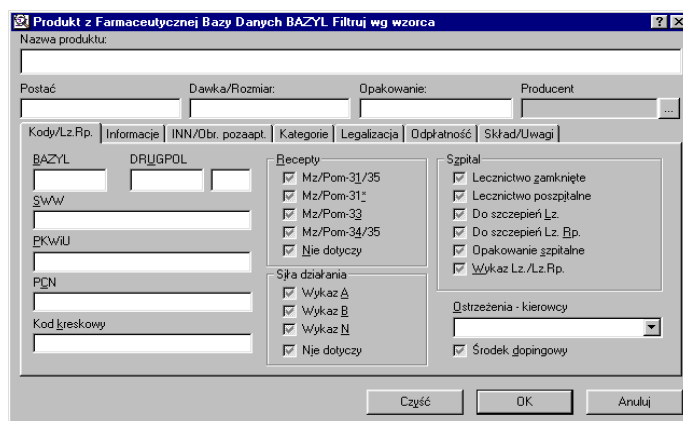 Produkt z Farmaceutycznej Bazy Danych BAZYL Filtruj wg wzorca
Nazwa produktu:
Postać Dawka/Rozmiar: Opakowanie: Producent
...
Kody/Lz.Rp. Informacje INN/Obr. pozaapt. Kategorie Legalizacja Odpłatność Skład/Uwagi
BAZYL DRUGPOL
SWW
PKWiU
PCN
Kod kreskowy
Recepty
Mz/Pom-31/35
Mz/Pom-31*
Mz/Pom-33
Mz/Pom-34/35
Nie dotyczy
Siła działania
Wykaz A
Wykaz B
Wykaz N
Nie dotyczy
Szpital
Lecznictwo zamknięte
Lecznictwo poszpitalne
Do szczepień Lz.
Do szczepień Lz. Rp.
Opakowanie szpitalne
Wykaz Lz./Lz.Rp.
Ostrzeżenia - kierowcy
Środek dopingowy
Czyść OK Anuluj